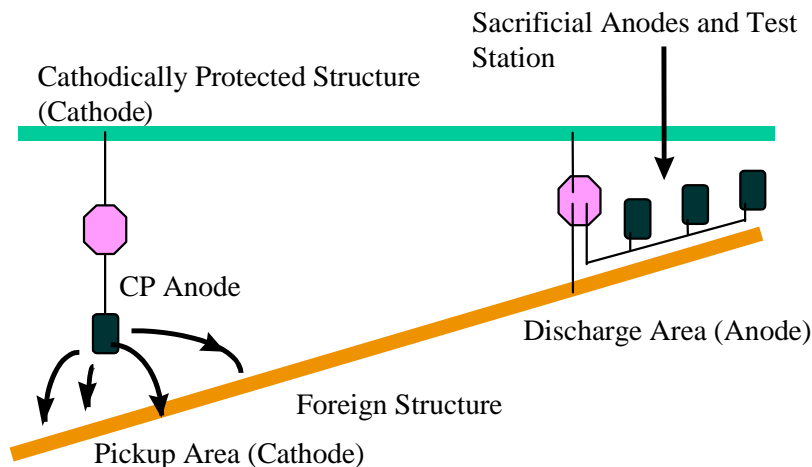 Sacrificial Anodes and Test
Station
Cathodically Protected Structure
(Cathode)
CP Anode
Discharge Area (Anode)
Foreign Structure
Pickup Area (Cathode)